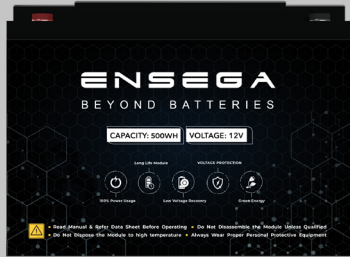 ENSEGA
BEYOND BATTERIES
CAPACITY: 500WH VOLTAGE: 12V
Long Life Module VOLTAGE PROTECTION
100% Power Usage Low Voltage Recovery Green Energy
• Read Manual & Refer Data Sheet Before Operating • Do Not Disassemble the Module Unless Qualified
• Do Not Dispose the Module to high temperature • Always Wear Proper Personal Protective Equipment